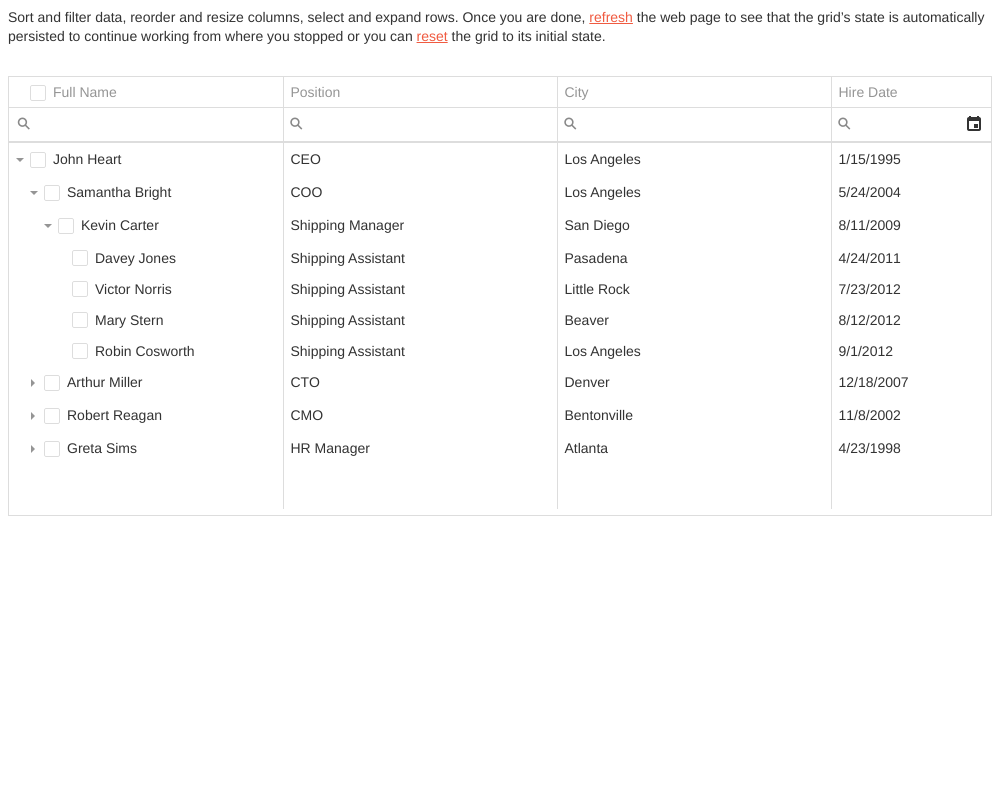 Sort and filter data, reorder and resize columns, select and expand rows. Once you are done, refresh the web page to see that the grid's state is automatically
persisted to continue working from where you stopped or you can reset the grid to its initial state.
Full Name Position City Hire Date
John Heart CEO Los Angeles 1/15/1995
Samantha Bright COO Los Angeles 5/24/2004
Kevin Carter Shipping Manager San Diego 8/11/2009
Davey Jones Shipping Assistant Pasadena 4/24/2011
Victor Norris Shipping Assistant Little Rock 7/23/2012
Mary Stern Shipping Assistant Beaver 8/12/2012
Robin Cosworth Shipping Assistant Los Angeles 9/1/2012
Arthur Miller CTO Denver 12/18/2007
Robert Reagan CMO Bentonville 11/8/2002
Greta Sims HR Manager Atlanta 4/23/1998